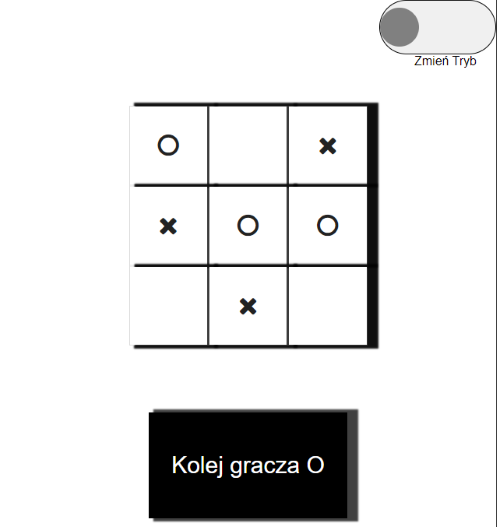 Zmień Tryb
O ✖
✖ O O
✖
Kolej gracza O